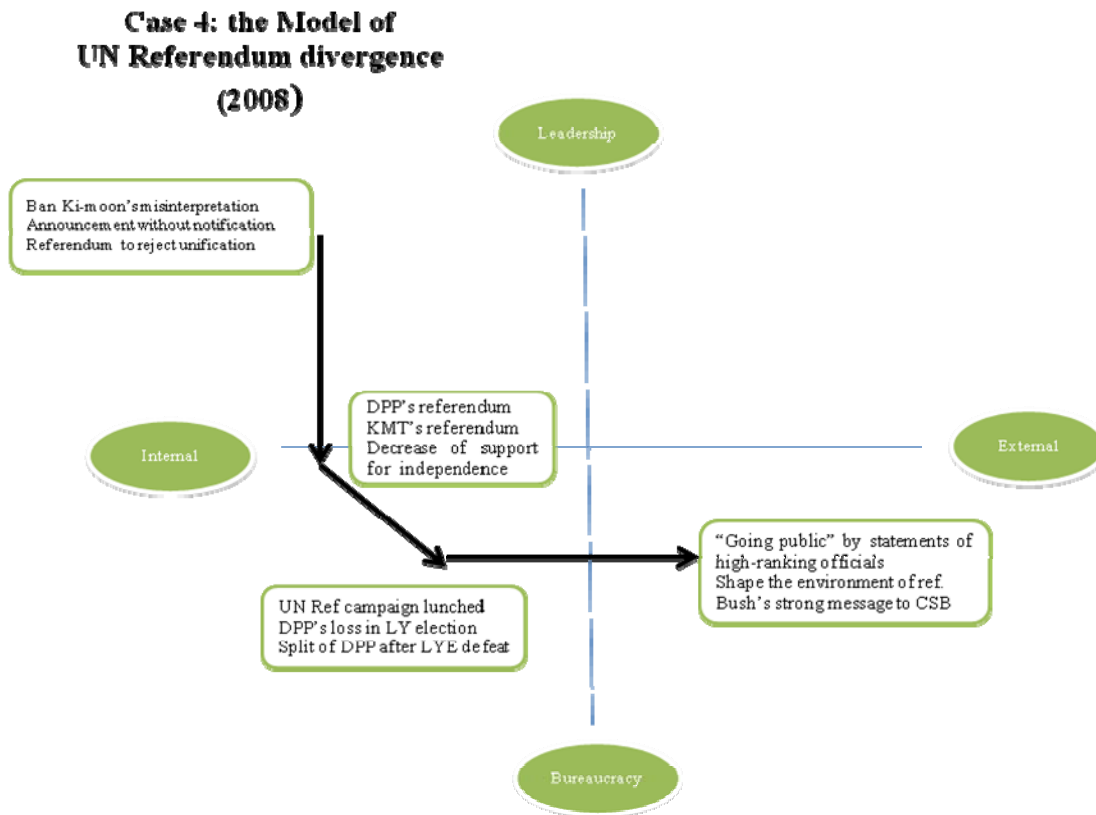 Case 4: the Model of
UN Referendum divergence
(2008)
Leadership
Ban Ki-moon's misinterpretation
Announcement without notification
Referendum to reject unification
DPP's referendum
KMT's referendum
Decrease of support
for independence
Internal
External
"Going public" by statements of
high-ranking officials
Shape the environment of ref.
Bush's strong message to CSB
UN Ref campaign lunched
DPP's loss in LY election
Split of DPP after LYE defeat
Bureaucracy